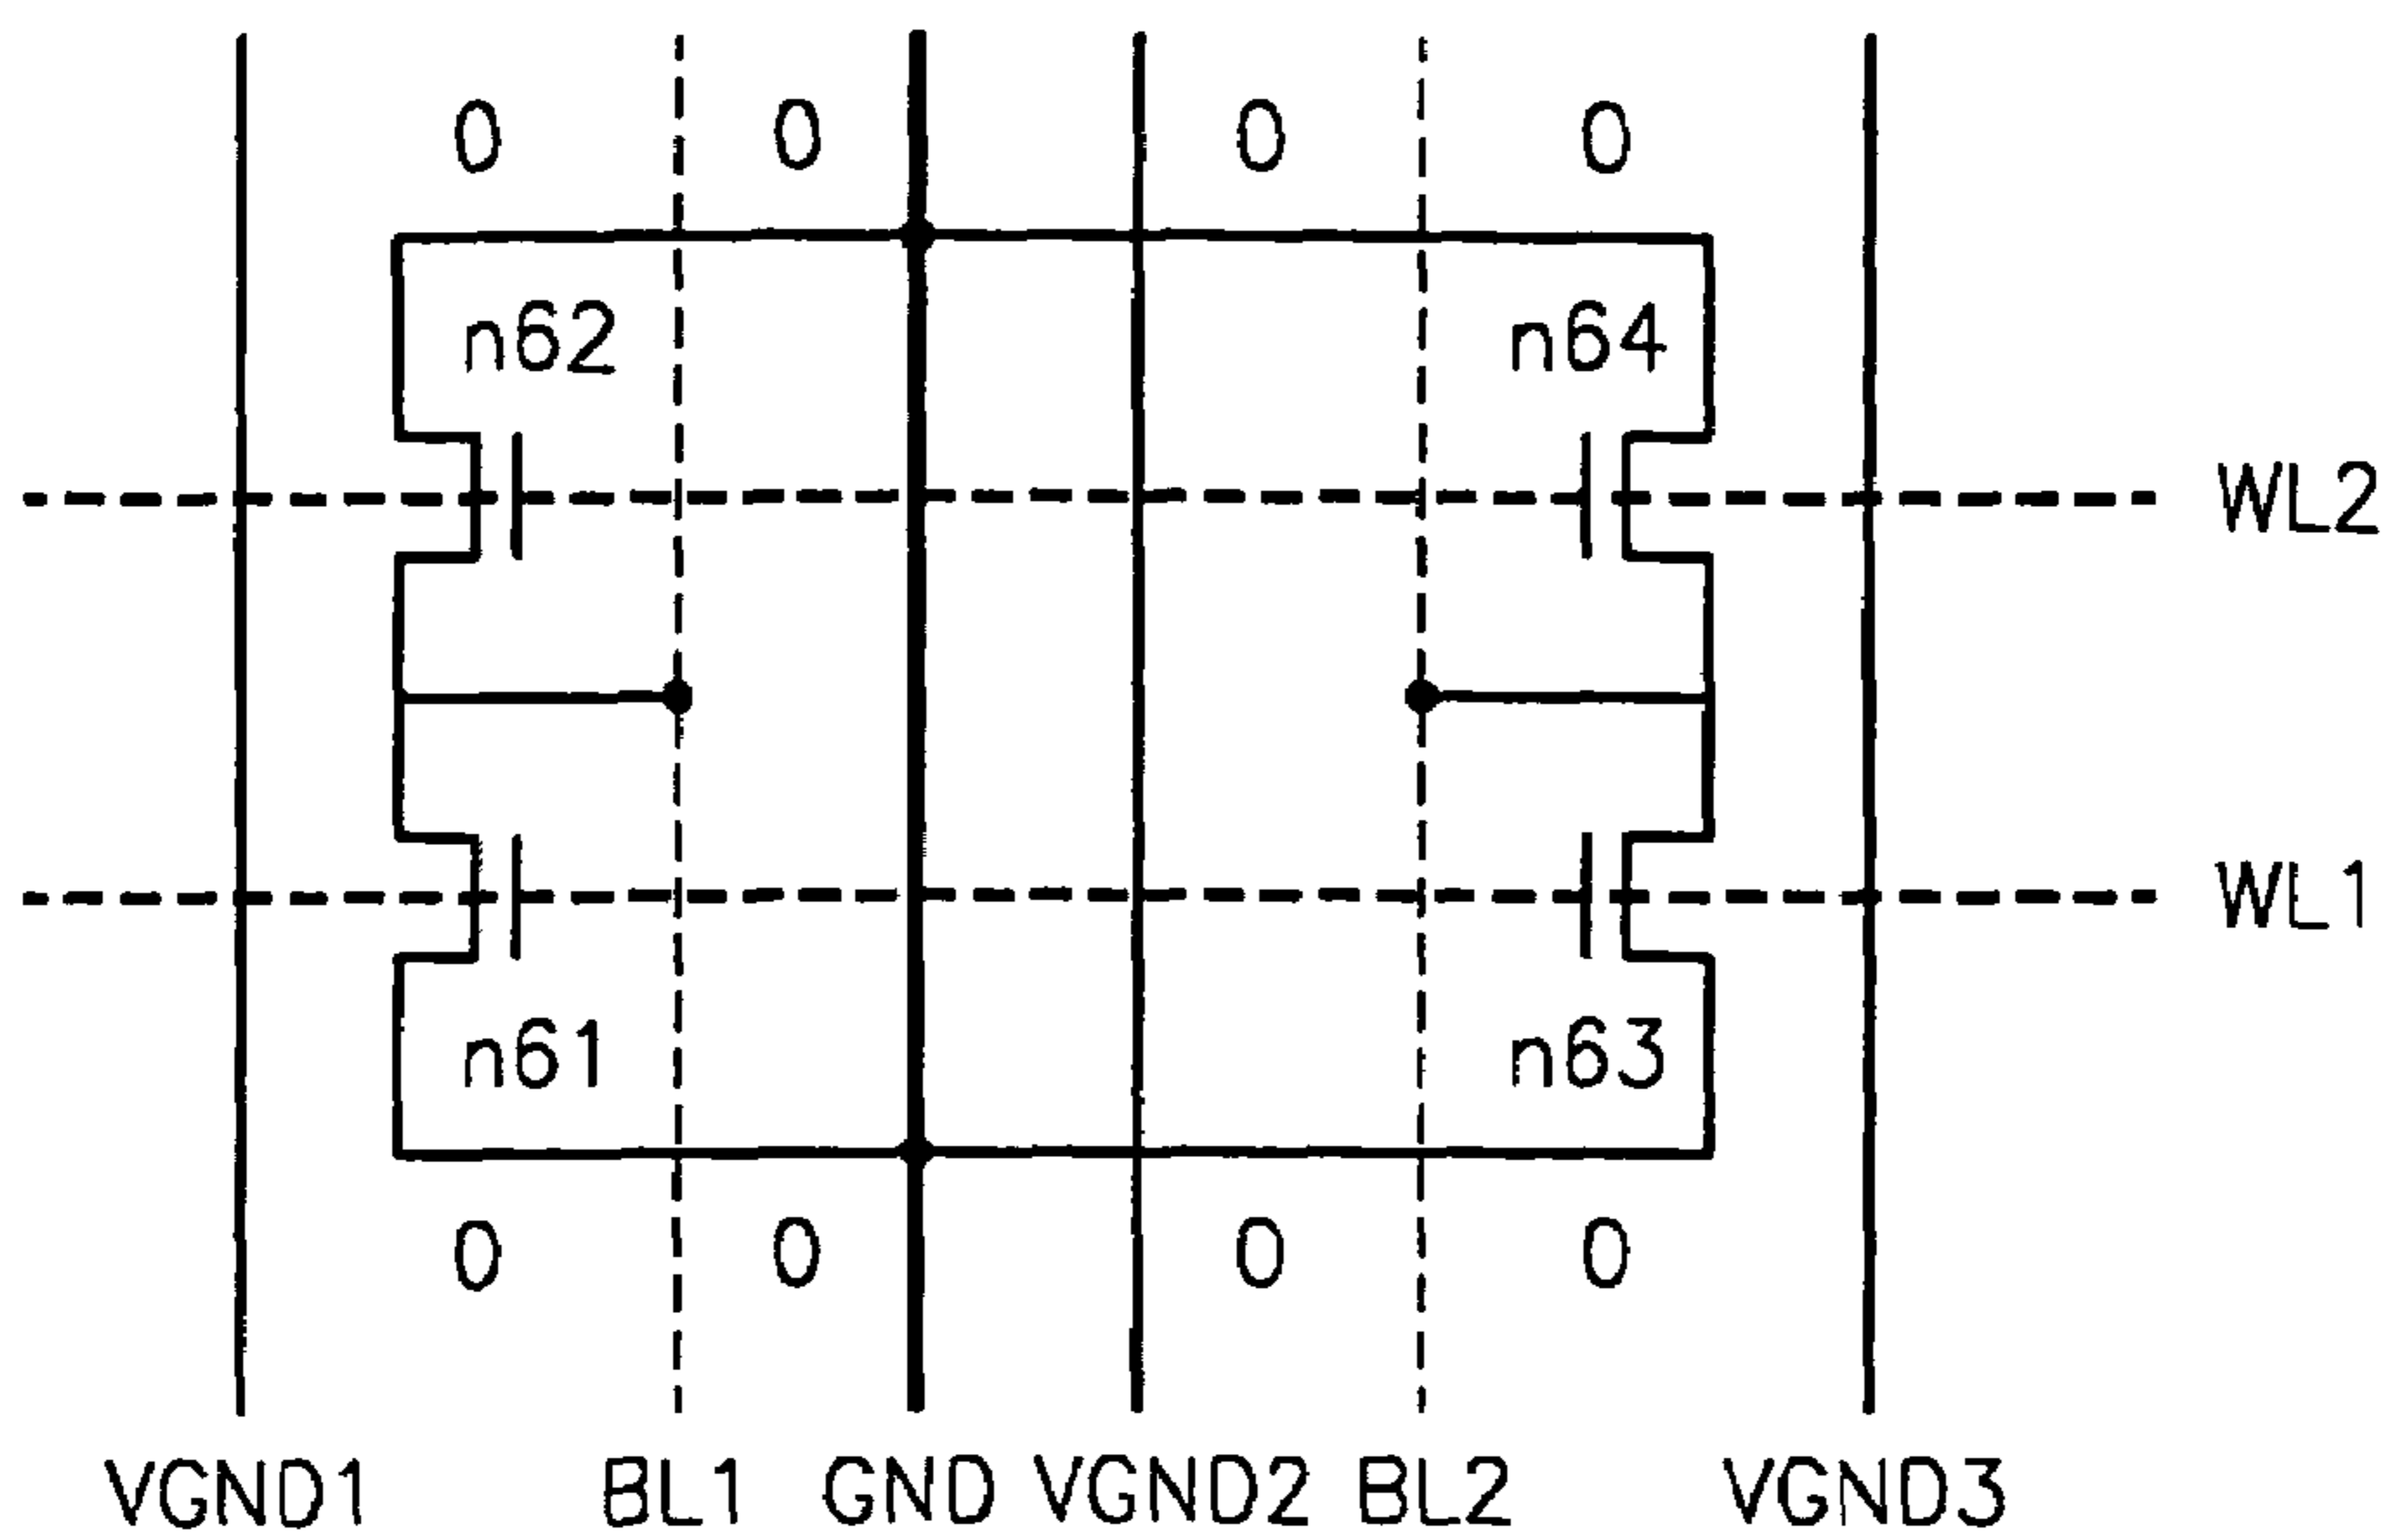 0 0 0 0
n62 n64
WL2
WL1
n61 n63
0 0 0 0
VGND1 BL1 GND VGND2 BL2 VGND3